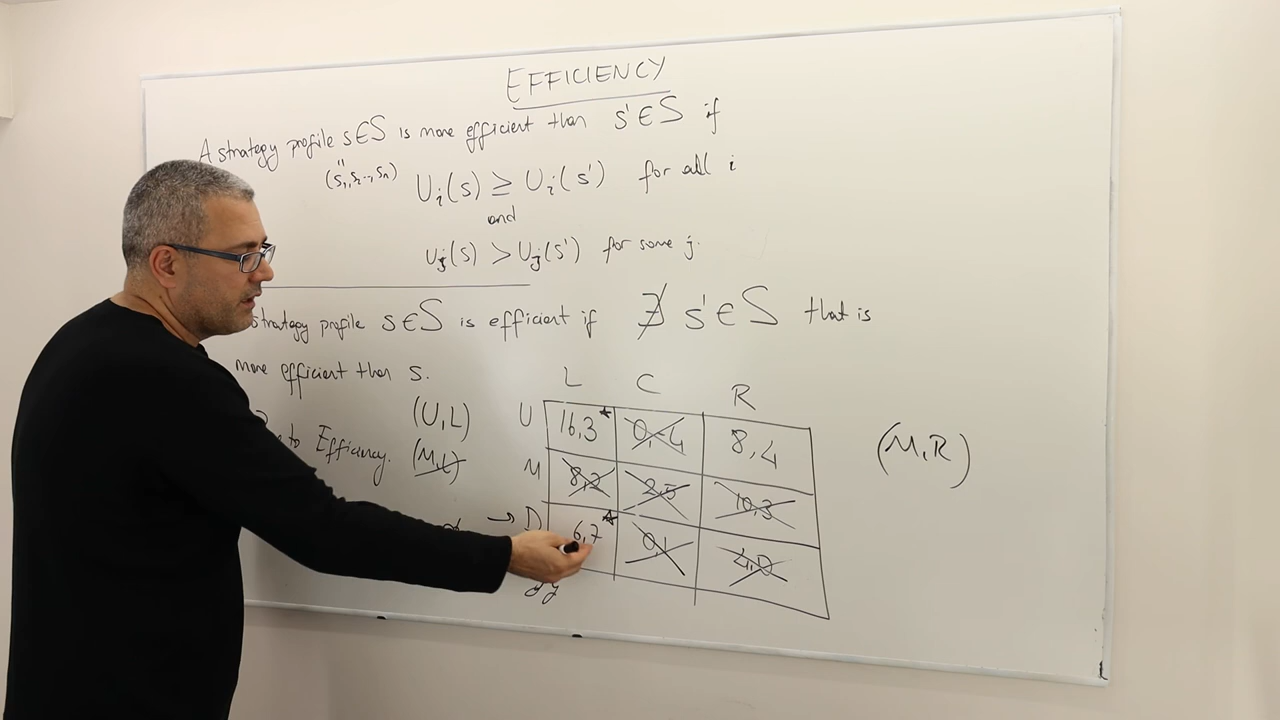 EFFICIENCY
A strategy profile s∈S is more efficient than s'∈S if
"
(s₁,s₂..,sₙ)
Uᵢ(s) ≥ Uᵢ(s') for all i
and
uⱼ(s) > Uⱼ(s') for some j.
strategy profile s∈S is efficient if ∄ s'∈S that is
more efficient than s.
L C R
(U,L) U 16,3* 0,-4 8,4
to Efficiency. (M,L) M 8,2 2,5 10,3 (M,R)
→ D 6,7* 0,1 4,0